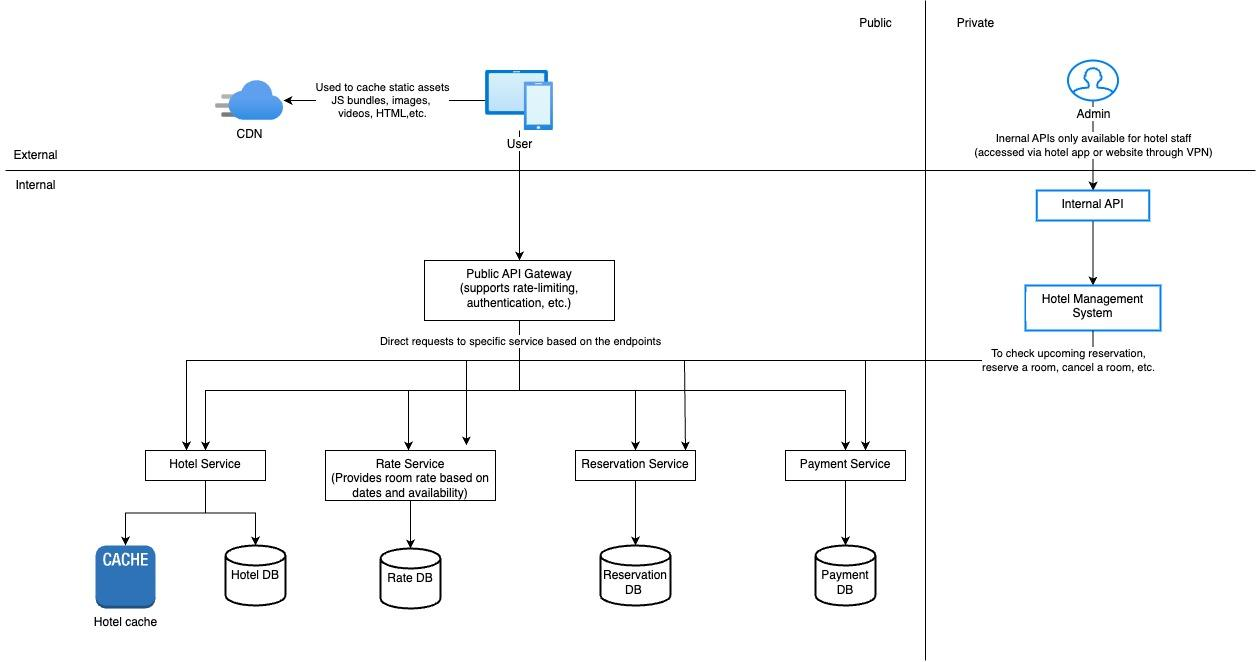 Public
Private
Used to cache static assets
JS bundles, images,
videos, HTML,etc.
CDN
User
Admin
Inernal APIs only available for hotel staff
(accessed via hotel app or website through VPN)
External
Internal
Internal API
Public API Gateway
(supports rate-limiting,
authentication, etc.)
Hotel Management
System
Direct requests to specific service based on the endpoints
To check upcoming reservation,
reserve a room, cancel a room, etc.
Hotel Service
Rate Service
(Provides room rate based on
dates and availability)
Reservation Service
Payment Service
CACHE
Hotel cache
Hotel DB
Rate DB
Reservation
DB
Payment
DB